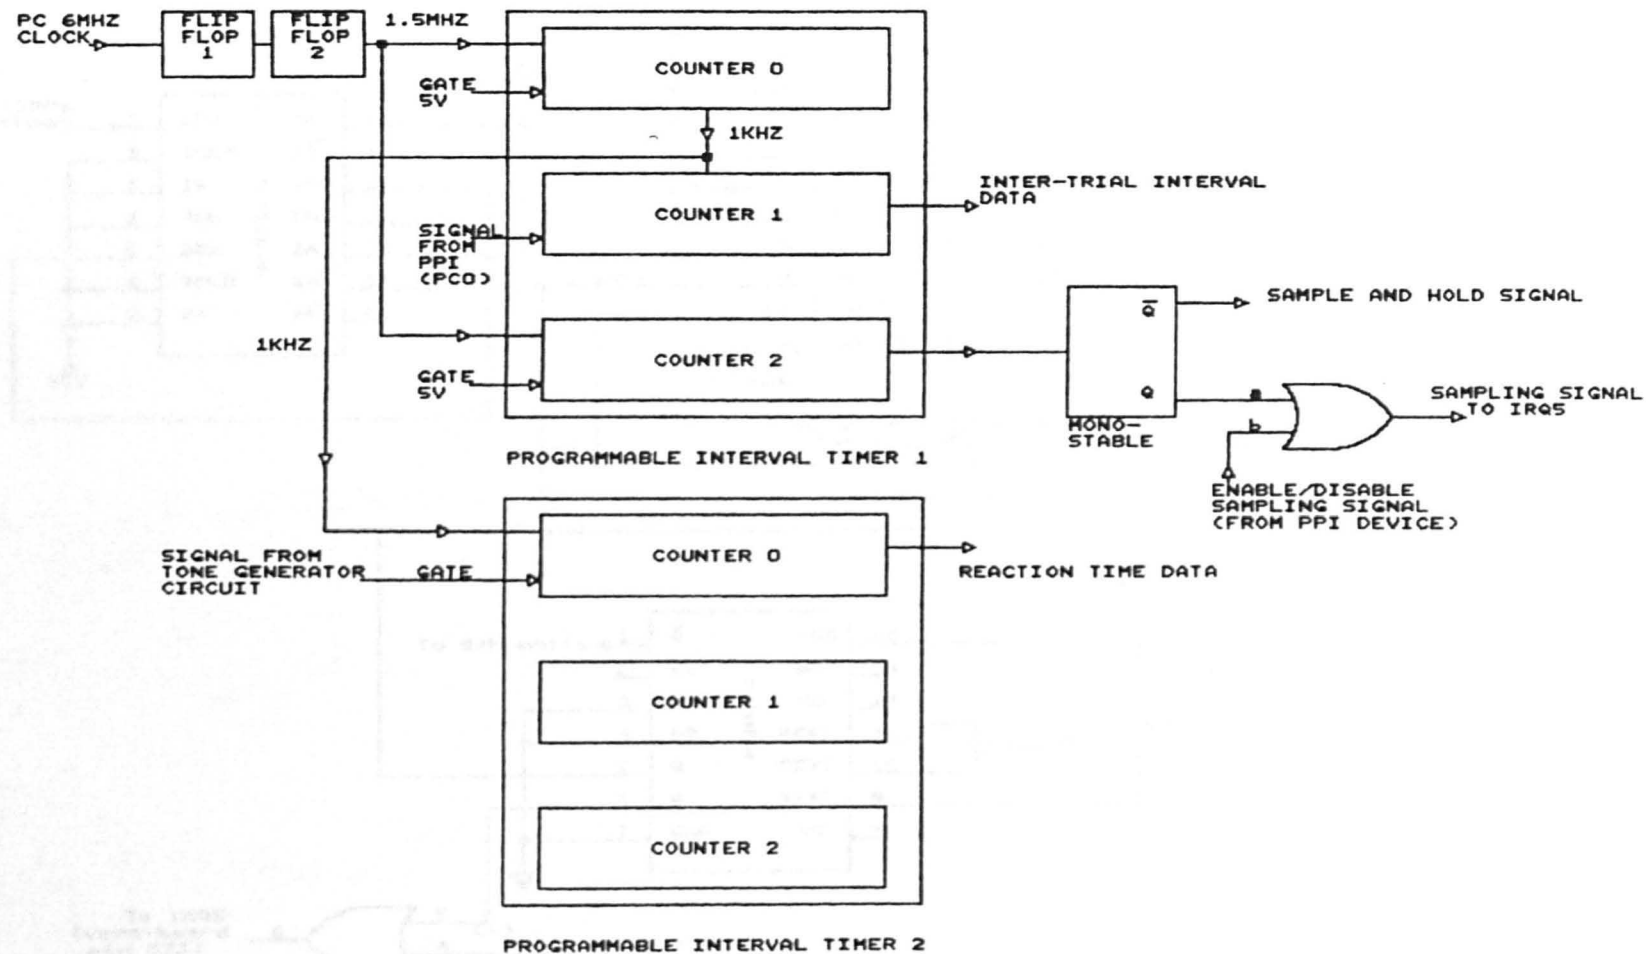 PC 6MHZ
CLOCK
FLIP
FLOP
1
FLIP
FLOP
2
1.5MHZ
COUNTER 0
GATE
5V
1KHZ
COUNTER 1
INTER-TRIAL INTERVAL
DATA
SIGNAL
FROM
PPI
(PC0)
1KHZ
COUNTER 2
GATE
5V
Q
Q
MONO-
STABLE
SAMPLE AND HOLD SIGNAL
a
b
SAMPLING SIGNAL
TO IRQ5
ENABLE/DISABLE
SAMPLING SIGNAL
(FROM PPI DEVICE)
PROGRAMMABLE INTERVAL TIMER 1
SIGNAL FROM
TONE GENERATOR
CIRCUIT
GATE
COUNTER 0
REACTION TIME DATA
COUNTER 1
COUNTER 2
PROGRAMMABLE INTERVAL TIMER 2